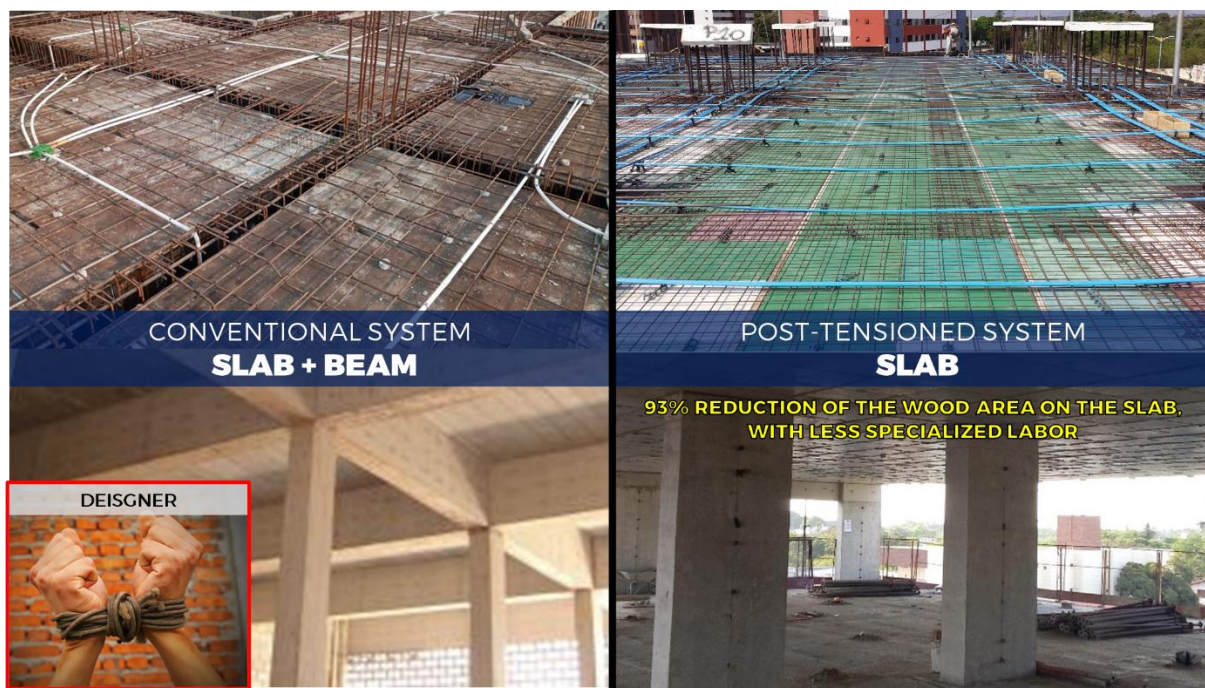 P20
CONVENTIONAL SYSTEM
SLAB + BEAM
POST-TENSIONED SYSTEM
SLAB
93% REDUCTION OF THE WOOD AREA ON THE SLAB,
WITH LESS SPECIALIZED LABOR
DEISGNER